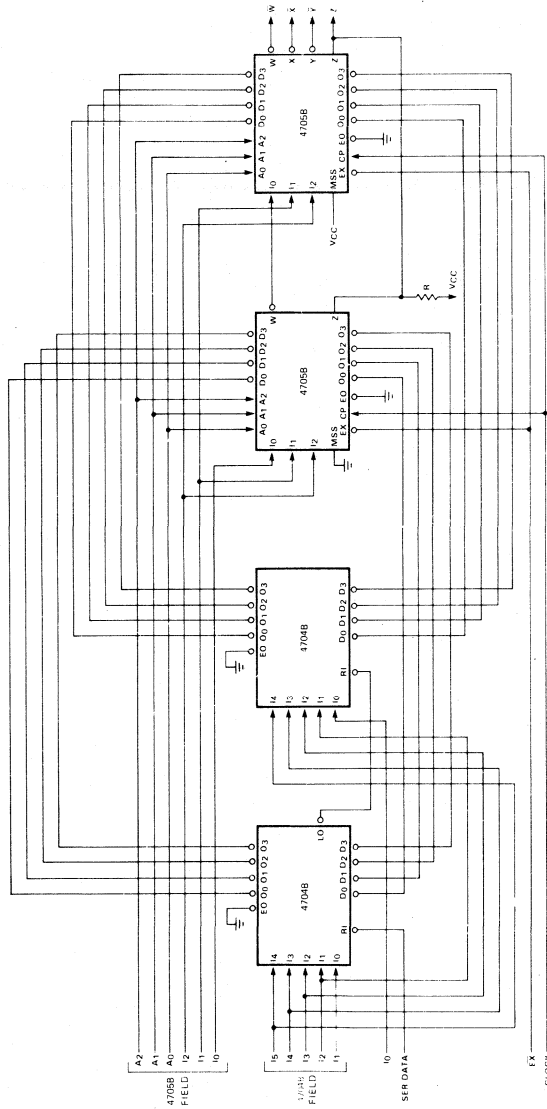 W̅
X̅
Y̅
Z
D0 D1 D2 D3
A0 A1 A2
I0
I1
I2
4705B
W
X
Y
Z
MSS
EX CP EO O0 O1 O2 O3
VCC
D0 D1 D2 D3
A0 A1 A2
I0
I1
I2
4705B
W
Z
MSS
EX CP EO O0 O1 O2 O3
R
VCC
EO O0 O1 O2 O3
I4
I3
I2
I1
I0
4704B
RI
D0 D1 D2 D3
EO O0 O1 O2 O3
I4
I3
I2
I1
I0
4704B
LO
RI
D0 D1 D2 D3
A2
A1
A0
I2
I1
I0
4705B
FIELD
I5
I4
I3
I2
I1
4704B
FIELD
I0
SER DATA
EX